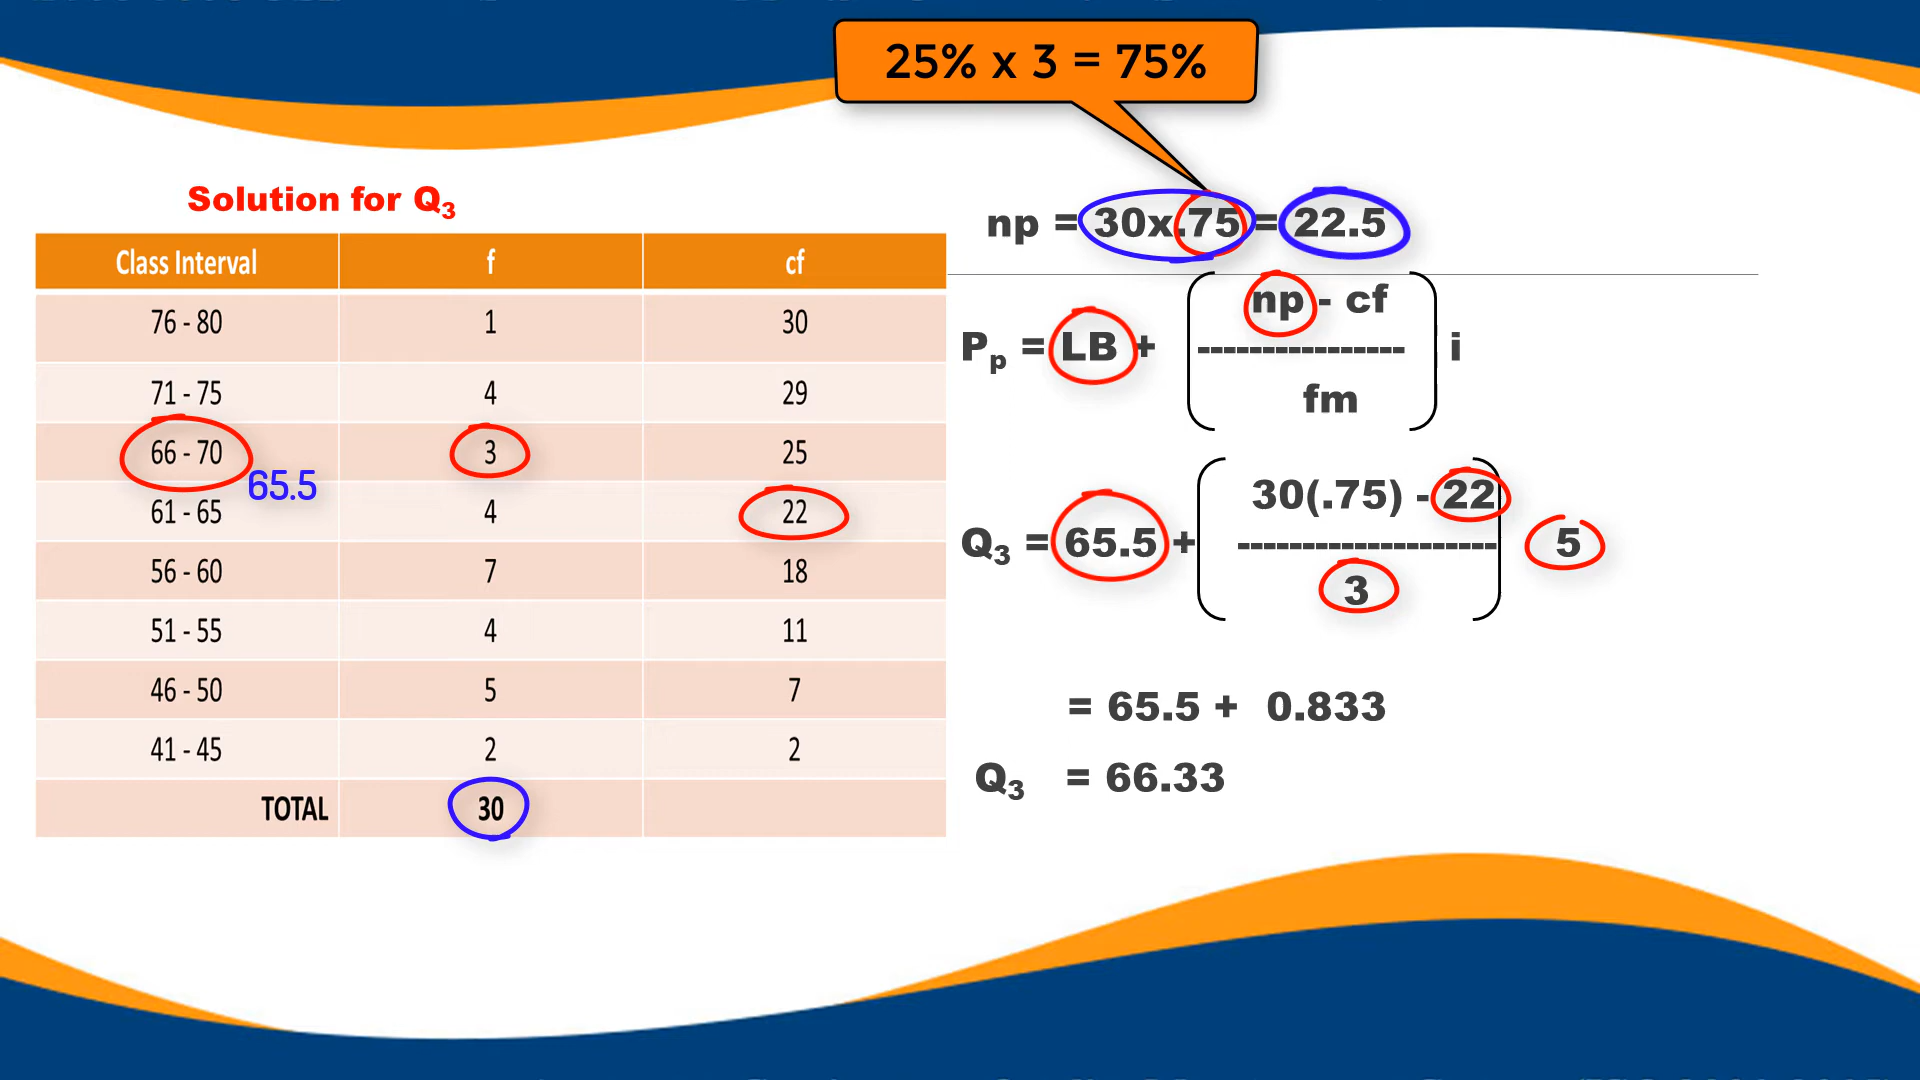 25% x 3 = 75%
Solution for Q3
np = 30x.75 = 22.5
Class Interval f cf
76 - 80 1 30
71 - 75 4 29
66 - 70 3 25
65.5
61 - 65 4 22
56 - 60 7 18
51 - 55 4 11
46 - 50 5 7
41 - 45 2 2
TOTAL 30
np - cf
Pp = LB + ---------------- i
fm
30(.75) - 22
Q3 = 65.5 + -------------------- 5
3
= 65.5 + 0.833
Q3 = 66.33